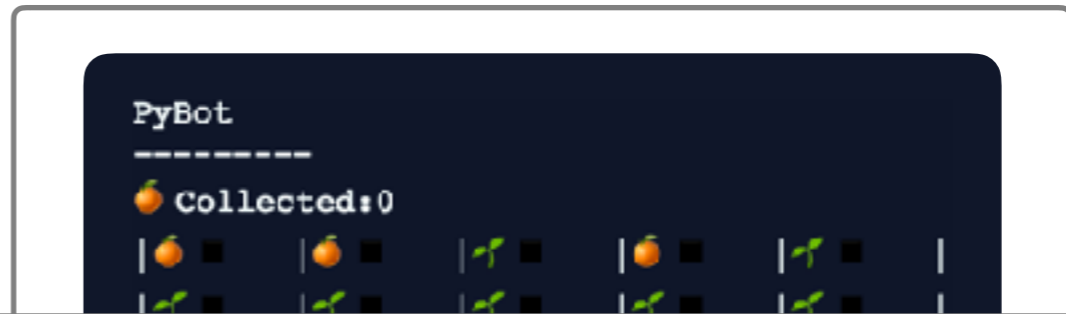 PyBot
---------
🍊Collected:0
|🍊 ⬛ |🍊 ⬛ |🌱 ⬛ |🍊 ⬛ |🌱 ⬛ |
|🌱 ⬛ |🌱 ⬛ |🌱 ⬛ |🌱 ⬛ |🌱 ⬛ |